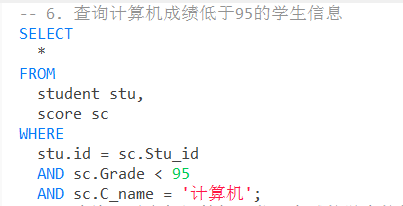 -- 6. 查询计算机成绩低于95的学生信息
SELECT
*
FROM
student stu,
score sc
WHERE
stu.id = sc.Stu_id
AND sc.Grade < 95
AND sc.C_name = '计算机';